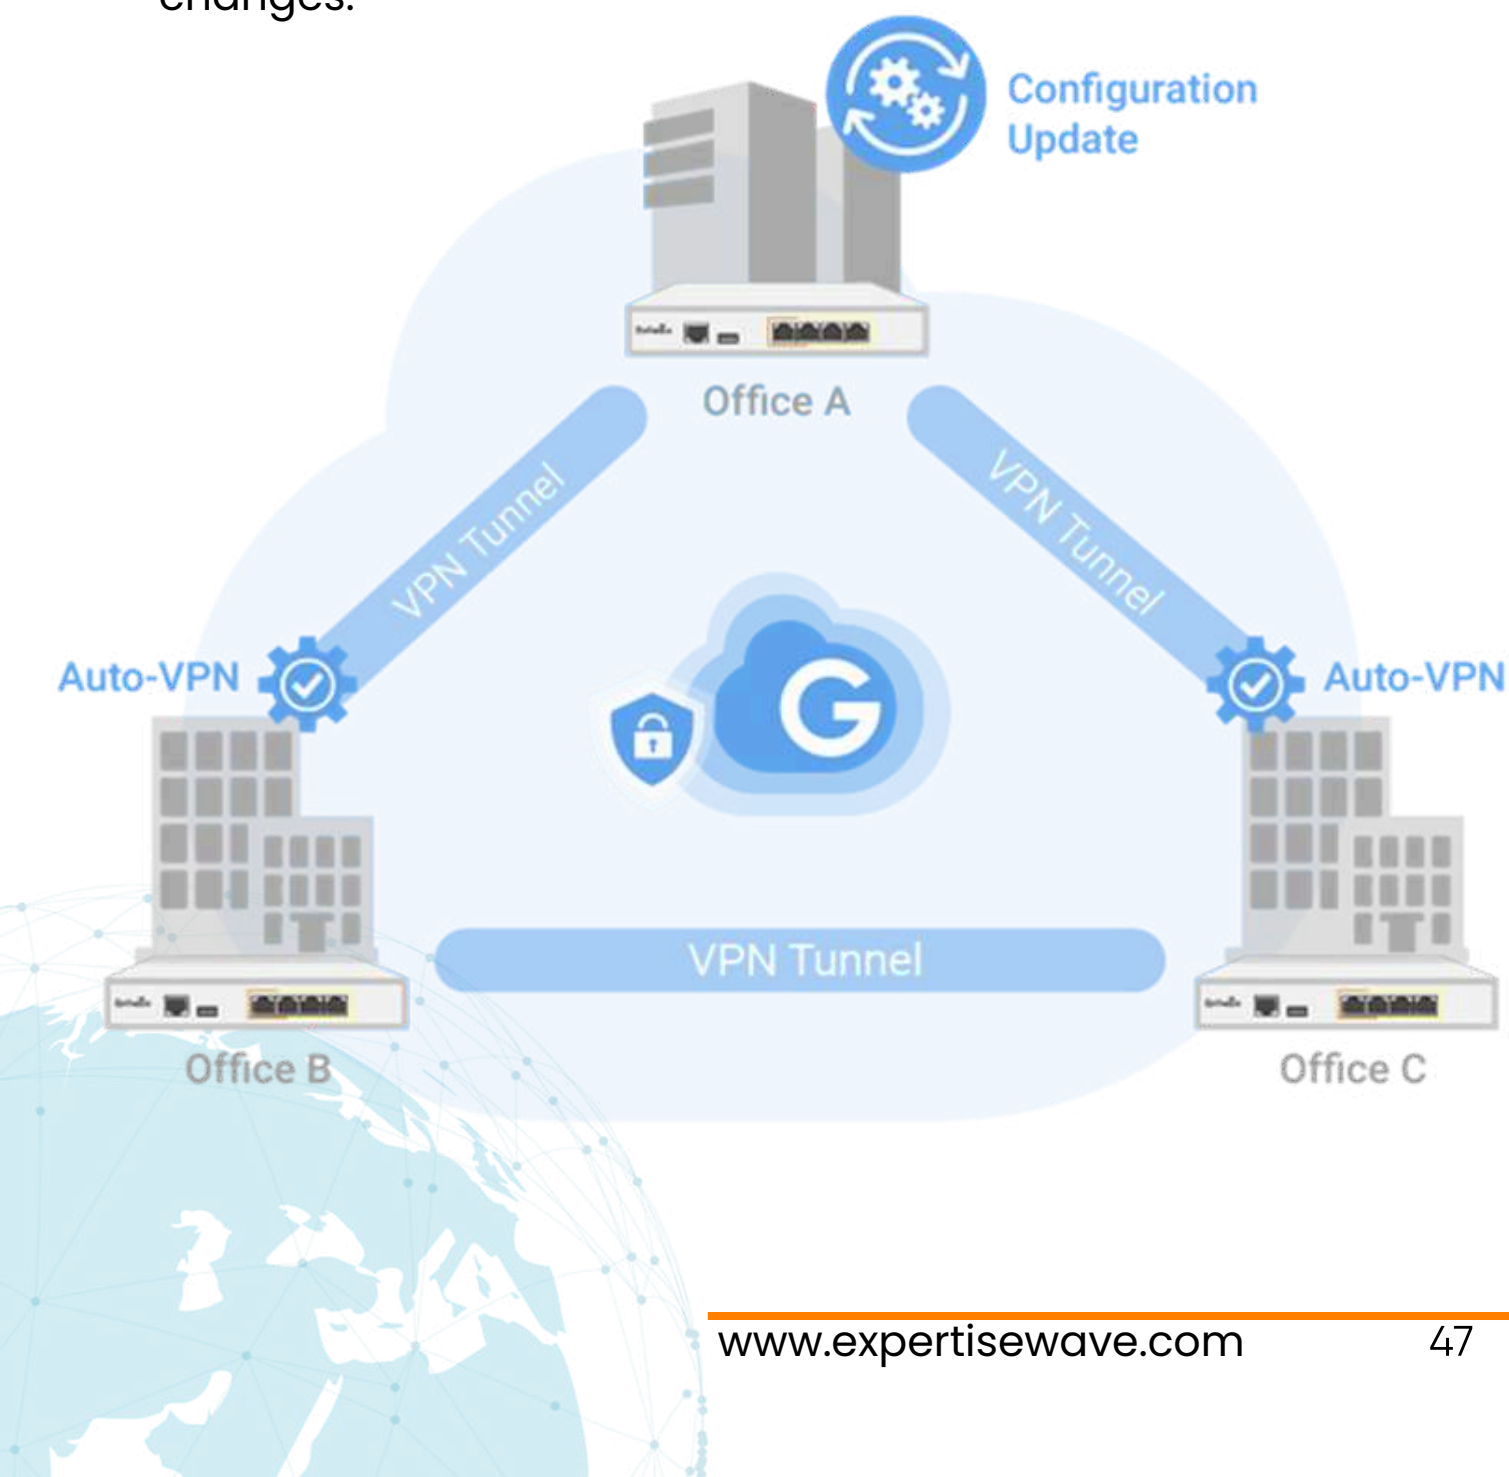 changes.
Configuration
Update
Office A
VPN Tunnel
VPN Tunnel
Auto-VPN
Auto-VPN
G
VPN Tunnel
Office B
Office C
www.expertisewave.com
47